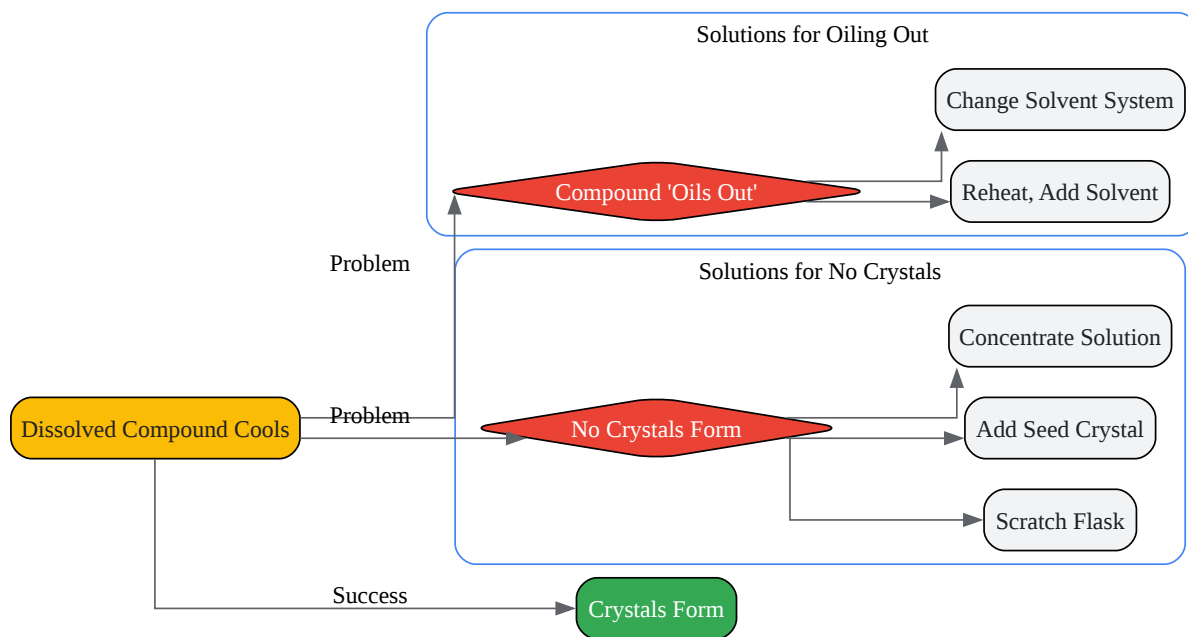 Solutions for Oiling Out
Change Solvent System
Compound 'Oils Out'
Reheat, Add Solvent
Problem
Solutions for No Crystals
Concentrate Solution
Dissolved Compound Cools
Problem
No Crystals Form
Add Seed Crystal
Scratch Flask
Success
Crystals Form